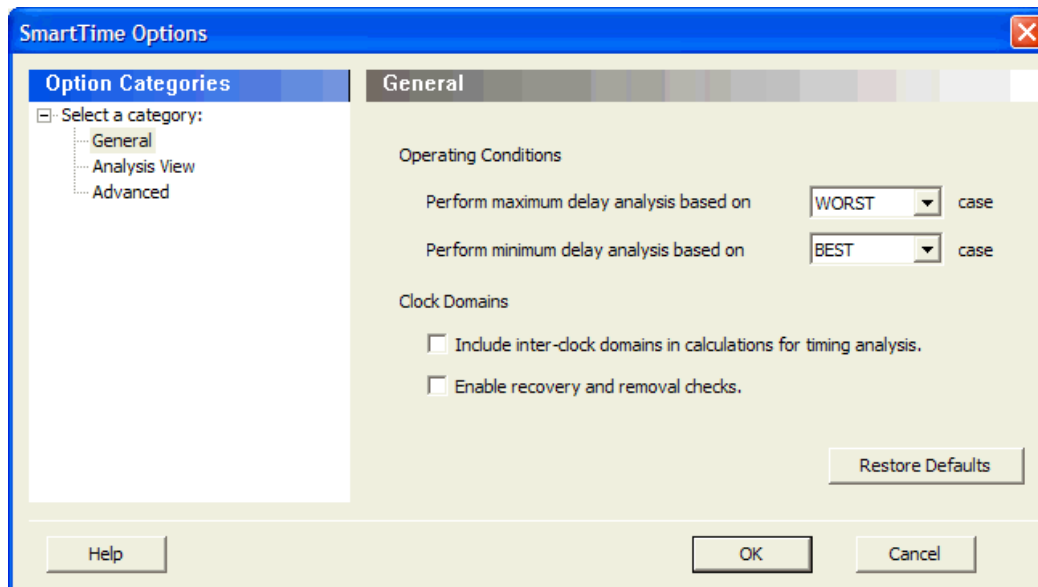 SmartTime Options
Option Categories
Select a category:
General
Analysis View
Advanced
General
Operating Conditions
Perform maximum delay analysis based on WORST case
Perform minimum delay analysis based on BEST case
Clock Domains
Include inter-clock domains in calculations for timing analysis.
Enable recovery and removal checks.
Restore Defaults
Help OK Cancel